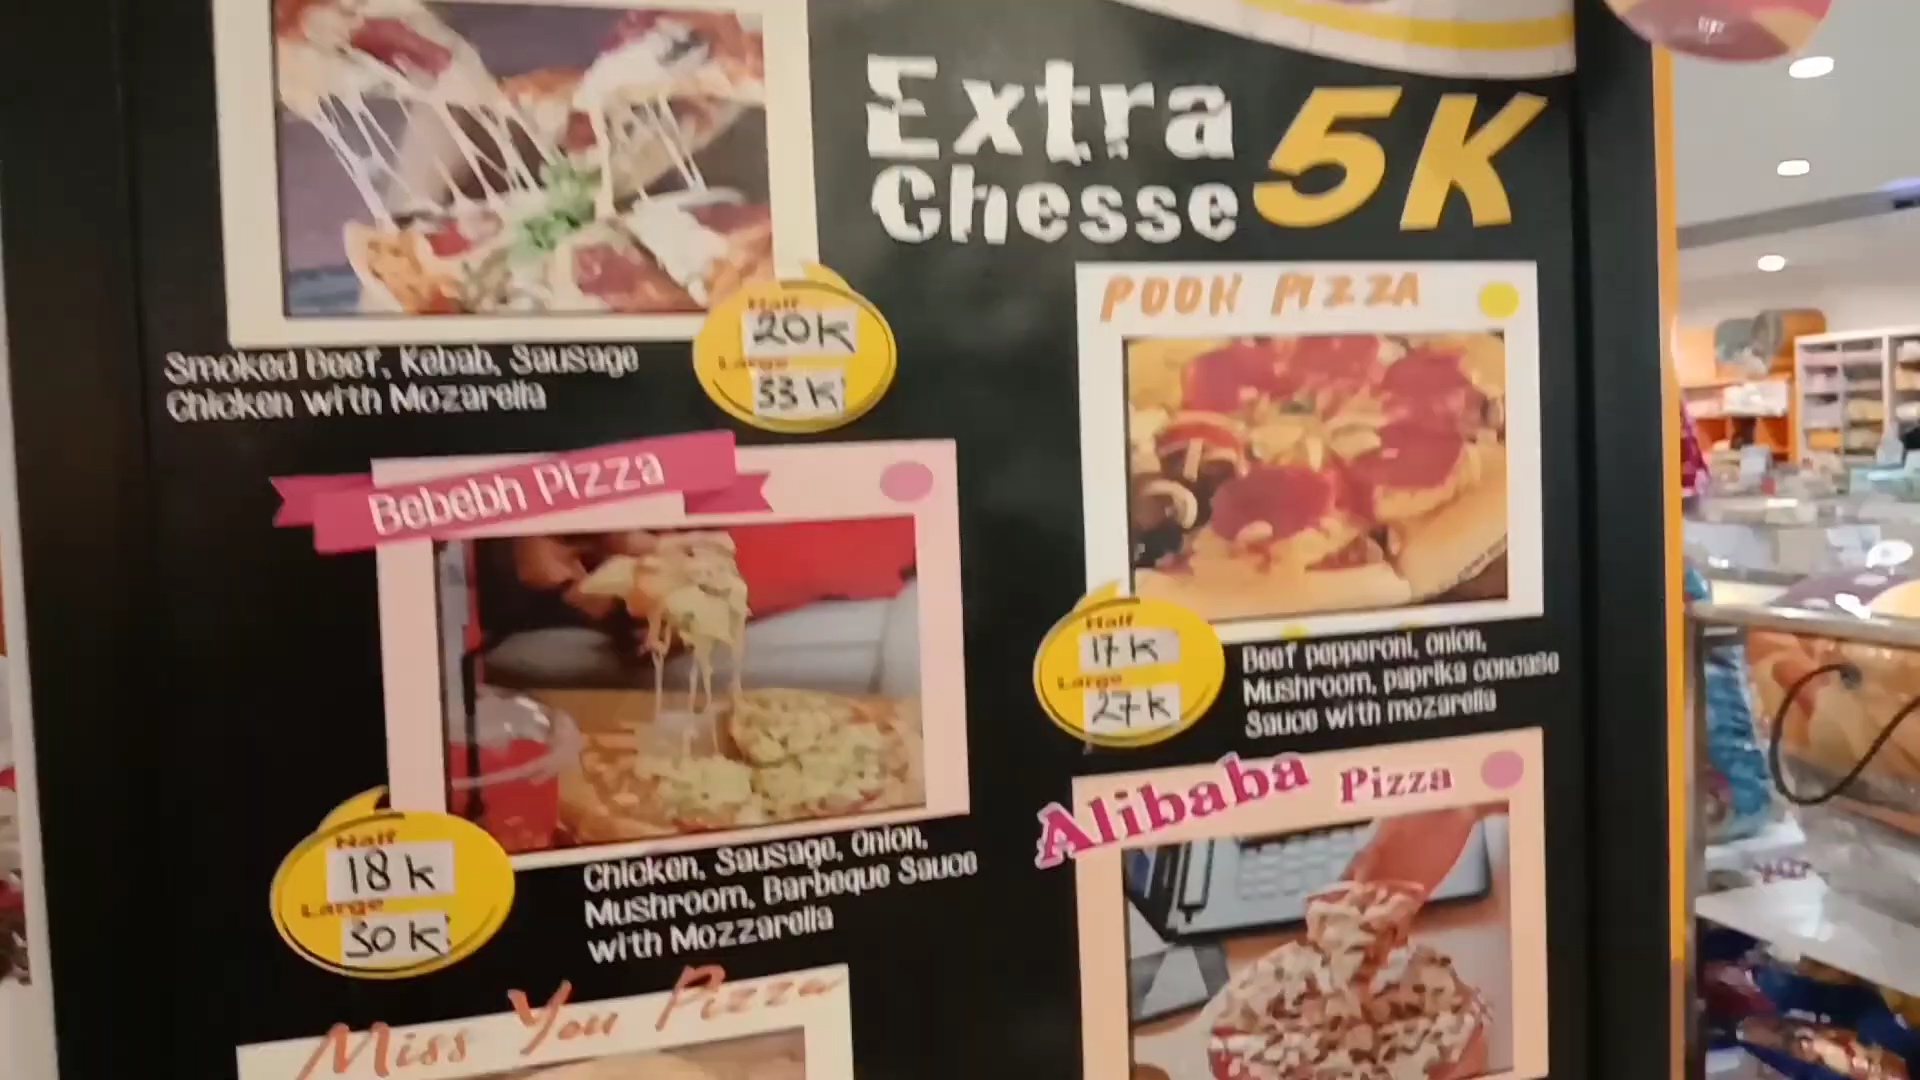 Extra
Chesse
5K
Half
20K
Large
33K
Smoked Beef, Kebab, Sausage
Chicken with Mozarella
POOH PIZZA
Bebebh Pizza
Half
17K
Large
27K
Beef pepperoni, onion,
Mushroom, paprika concase
Sauce with mozarella
Half
18K
Large
30K
Chicken, Sausage, Onion,
Mushroom, Barbeque Sauce
with Mozzarella
Alibaba Pizza
Miss You Pizza